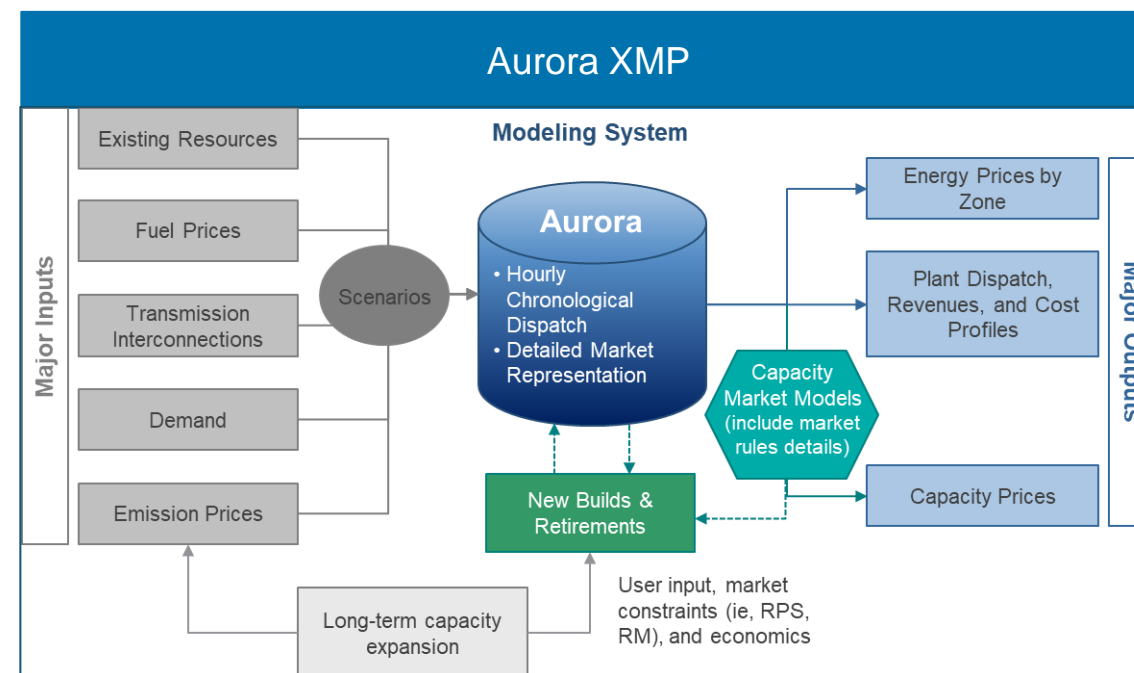 Aurora XMP
Modeling System
Major Inputs
Existing Resources
Fuel Prices
Transmission
Interconnections
Demand
Emission Prices
Scenarios
Aurora
• Hourly
Chronological
Dispatch
• Detailed Market
Representation
New Builds &
Retirements
Long-term capacity
expansion
User input, market
constraints (ie, RPS,
RM), and economics
Capacity
Market Models
(include market
rules details)
Energy Prices by
Zone
Plant Dispatch,
Revenues, and Cost
Profiles
Capacity Prices
Major Outputs